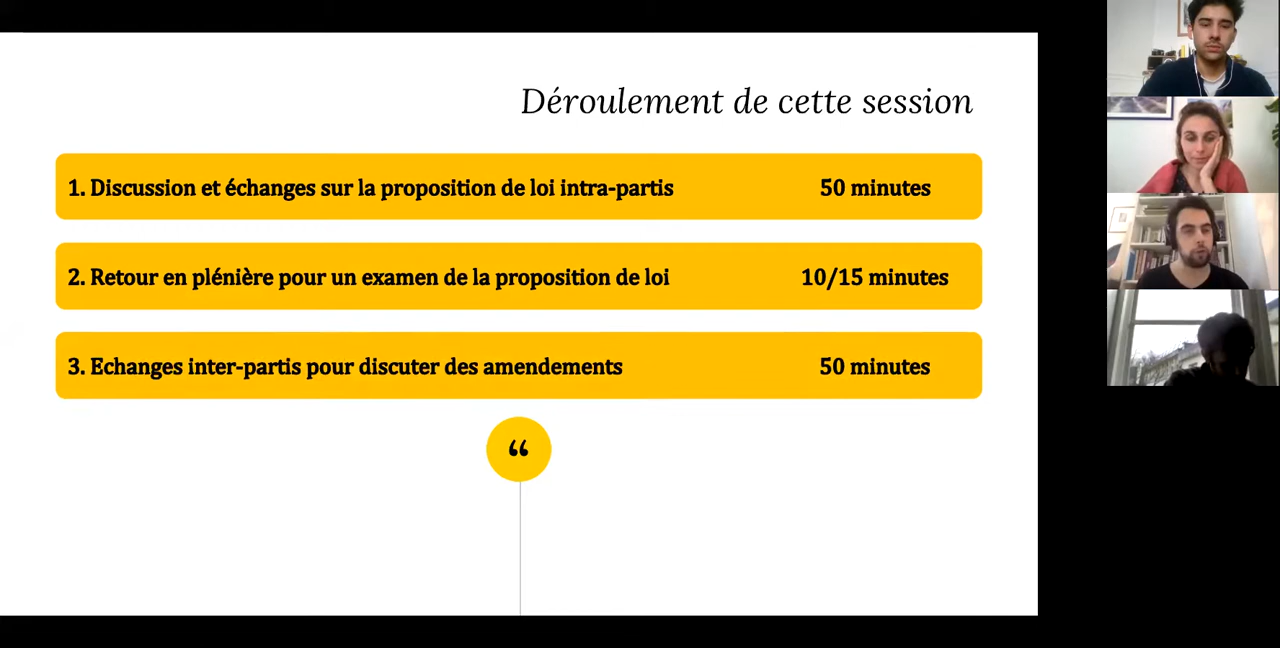 Déroulement de cette session
1. Discussion et échanges sur la proposition de loi intra-partis 50 minutes
2. Retour en plénière pour un examen de la proposition de loi 10/15 minutes
3. Echanges inter-partis pour discuter des amendements 50 minutes
“